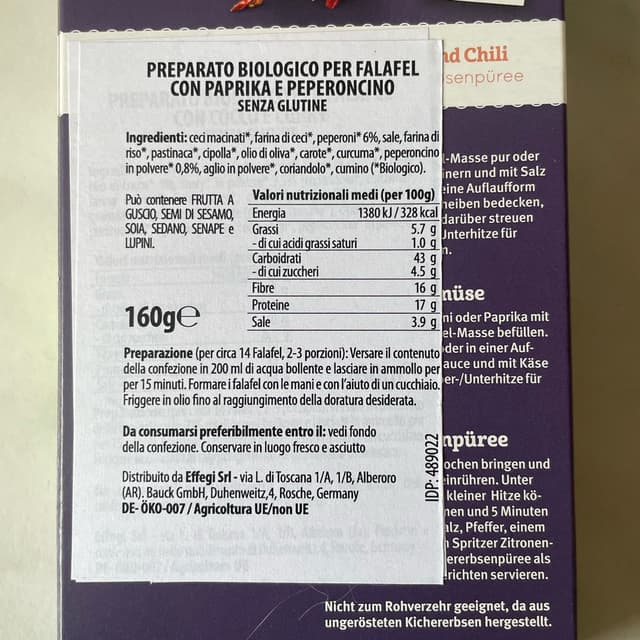 nd Chili
senpüree
PREPARATO BIOLOGICO PER FALAFEL
CON PAPRIKA E PEPERONCINO
SENZA GLUTINE
Ingredienti: ceci macinati*, farina di ceci*, peperoni* 6%, sale, farina di
riso*, pastinaca*, cipolla*, olio di oliva*, carote*, curcuma*, peperoncino
in polvere* 0,8%, aglio in polvere*, coriandolo*, cumino (*Biologico).
Può contenere FRUTTA A
GUSCIO, SEMI DI SESAMO,
SOIA, SEDANO, SENAPE e
LUPINI.
Valori nutrizionali medi (per 100g)
Energia 1380 kJ / 328 kcal
Grassi 5.7 g
- di cui acidi grassi saturi 1.0 g
Carboidrati 43 g
- di cui zuccheri 4.5 g
Fibre 16 g
Proteine 17 g
Sale 3.9 g
160g℮
Preparazione (per circa 14 Falafel, 2-3 porzioni): Versare il contenuto
della confezione in 200 ml di acqua bollente e lasciare in ammollo per
per 15 minuti. Formare i falafel con le mani e con l'aiuto di un cucchiaio.
Friggere in olio fino al raggiungimento della doratura desiderata.
Da consumarsi preferibilmente entro il: vedi fondo
della confezione. Conservare in luogo fresco e asciutto
Distribuito da Effegi Srl - via L. di Toscana 1/A, 1/B, Alberoro
(AR). Bauck GmbH, Duhenweitz,4, Rosche, Germany
DE- ÖKO-007 / Agricoltura UE/non UE
IDP: 489022
l-Masse pur oder
nern und mit Salz
eine Auflaufform
heiben bedecken,
darüber streuen
Unterhitze für
n.
nüse
ni oder Paprika mit
el-Masse befüllen.
oder in einer Auf-
auce und mit Käse
er-/Unterhitze für
npüree
ochen bringen und
einrühren. Unter
kleiner Hitze kö-
nen und 5 Minuten
alz, Pfeffer, einem
Spritzer Zitronen-
ererbsenpüree als
richten servieren.
Nicht zum Rohverzehr geeignet, da aus
ungerösteten Kichererbsen hergestellt.